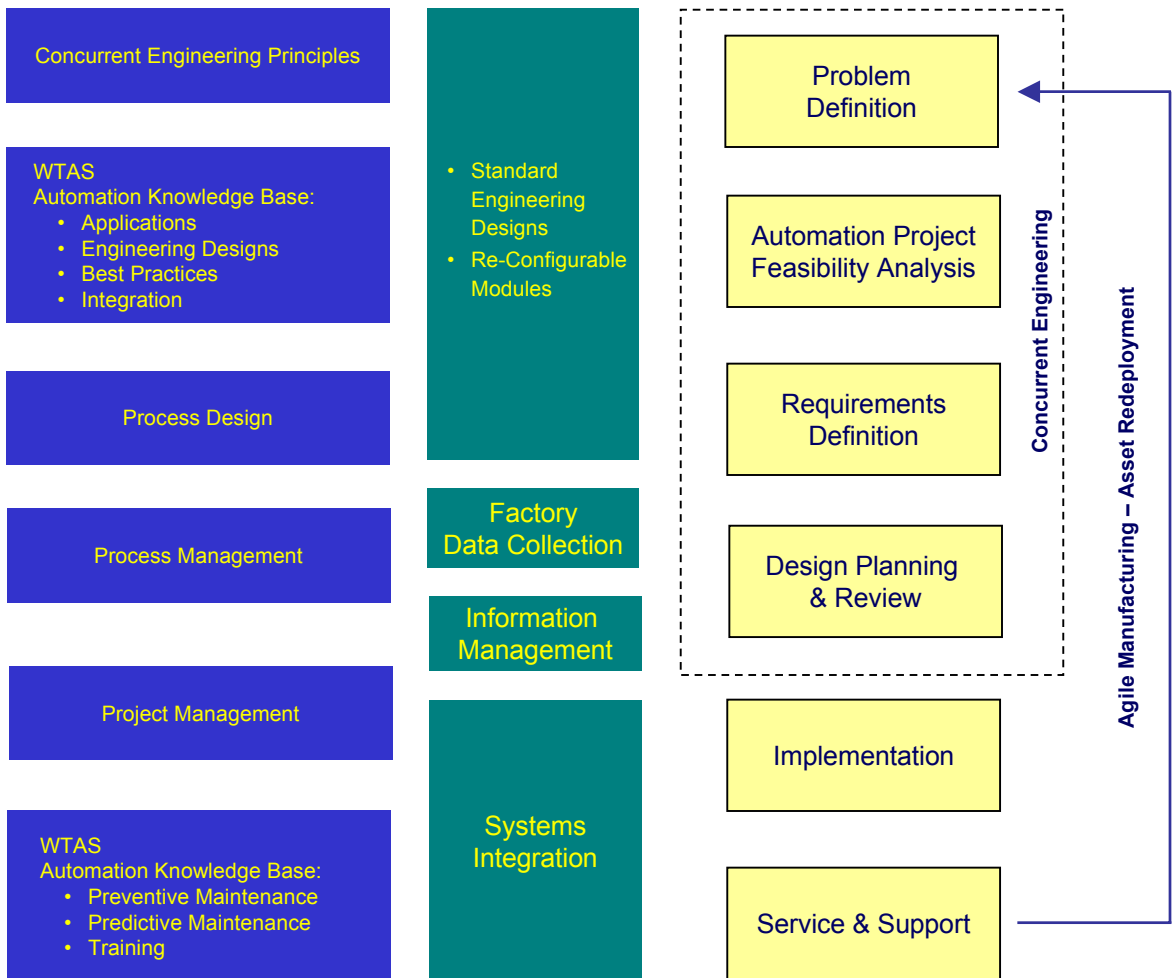 Concurrent Engineering Principles
WTAS
Automation Knowledge Base:
• Applications
• Engineering Designs
• Best Practices
• Integration
Process Design
Process Management
Project Management
WTAS
Automation Knowledge Base:
• Preventive Maintenance
• Predictive Maintenance
• Training
• Standard
Engineering
Designs
• Re-Configurable
Modules
Factory
Data Collection
Information
Management
Systems
Integration
Problem
Definition
Automation Project
Feasibility Analysis
Requirements
Definition
Design Planning
& Review
Implementation
Service & Support
Concurrent Engineering
Agile Manufacturing – Asset Redeployment